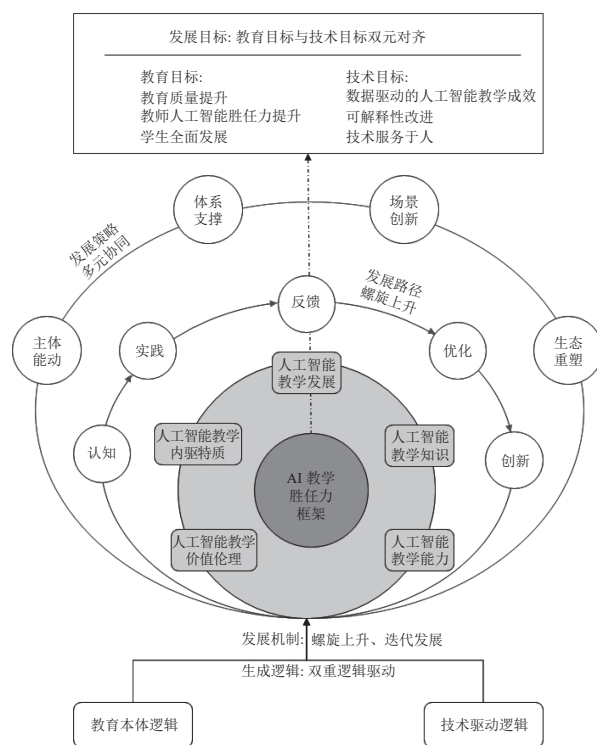 发展目标: 教育目标与技术目标双元对齐
教育目标:
教育质量提升
教师人工智能胜任力提升
学生全面发展
技术目标:
数据驱动的人工智能教学成效
可解释性改进
技术服务于人
体系
支撑
场景
创新
发展策略
多元协同
发展路径
螺旋上升
反馈
主体
能动
实践
优化
生态
重塑
人工智能
教学发展
认知
人工智能教学
内驱特质
人工智能
教学知识
创新
AI 教学
胜任力
框架
人工智能教学
价值伦理
人工智能
教学能力
发展机制: 螺旋上升、迭代发展
生成逻辑: 双重逻辑驱动
教育本体逻辑
技术驱动逻辑